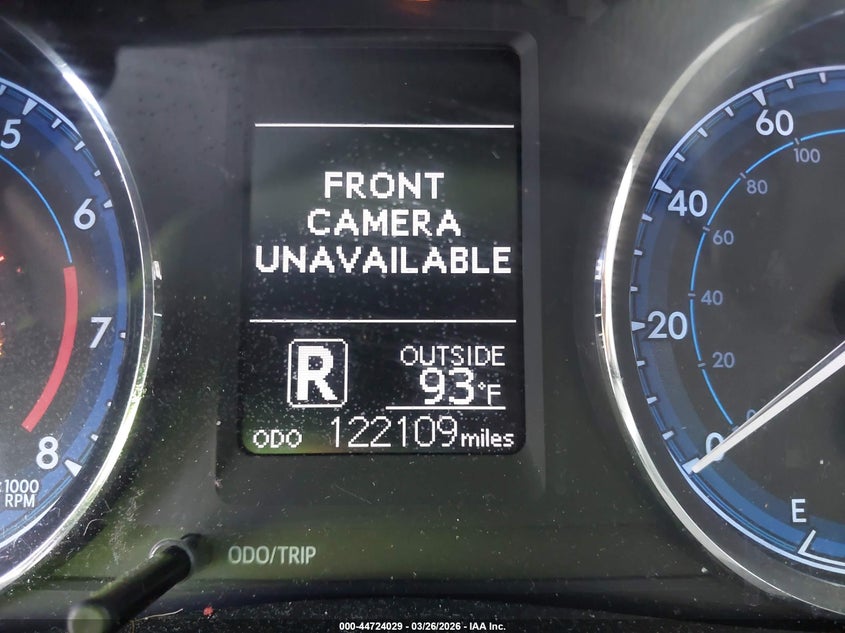 FRONT
CAMERA
UNAVAILABLE
R
OUTSIDE
93°F
ODO 122109 miles
ODO/TRIP
5
6
7
8
1000
RPM
60
40
20
0
100
80
60
40
20
E
000-44724029 - 03/26/2026 - IAA Inc.